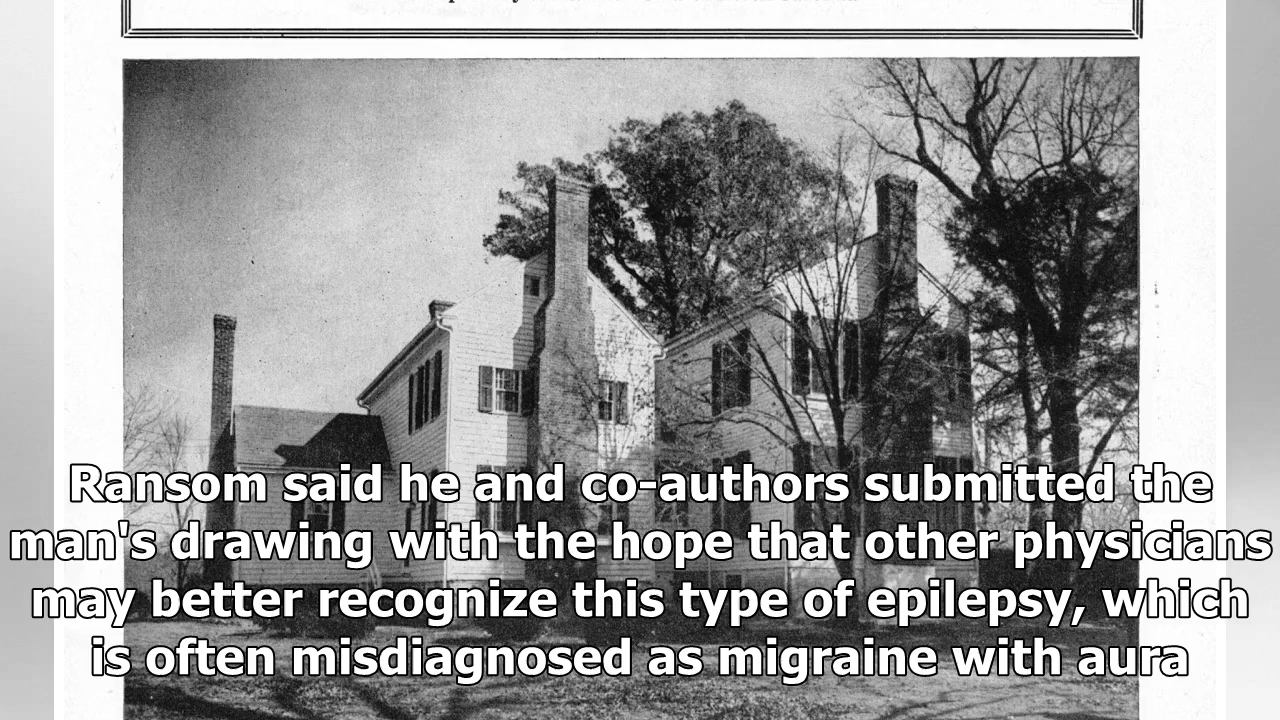 Ransom said he and co-authors submitted the
man's drawing with the hope that other physicians
may better recognize this type of epilepsy, which
is often misdiagnosed as migraine with aura